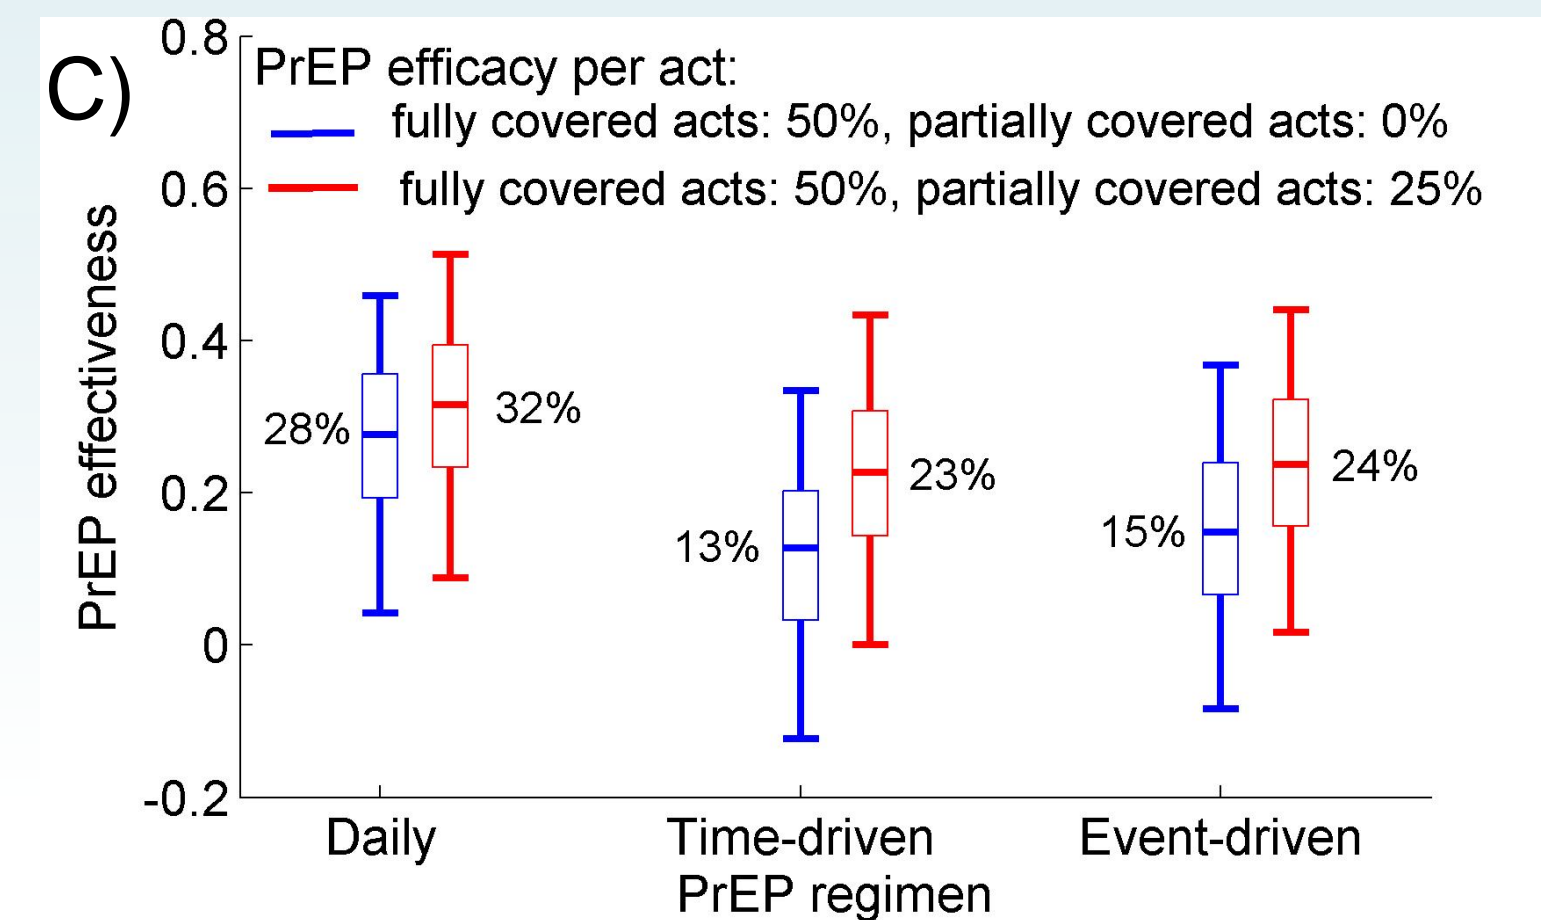 C)
PrEP efficacy per act:
fully covered acts: 50%, partially covered acts: 0%
fully covered acts: 50%, partially covered acts: 25%
PrEP effectiveness
0.8
0.6
0.4
0.2
0
-0.2
28%
32%
13%
23%
15%
24%
Daily
Time-driven
Event-driven
PrEP regimen